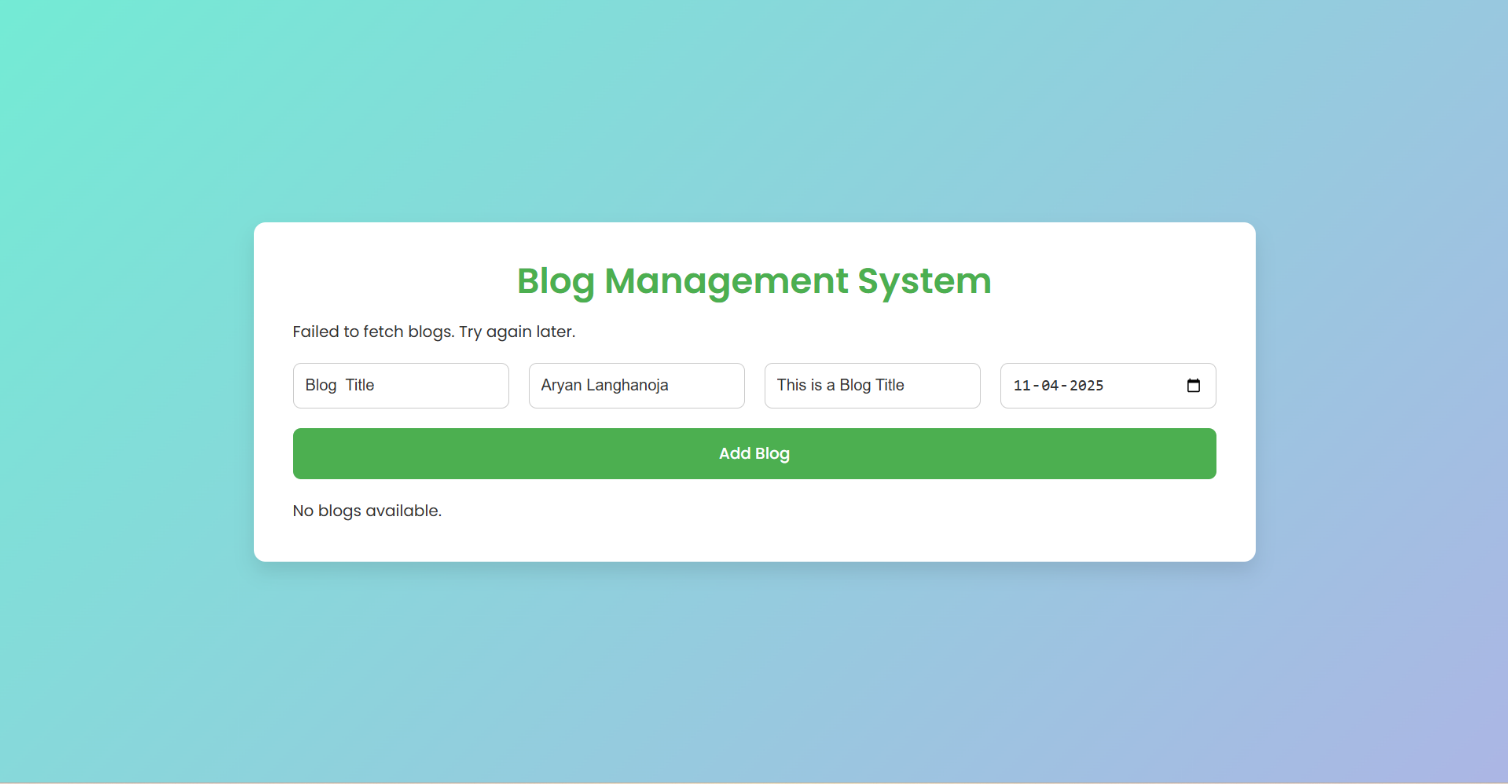 Blog Management System
Failed to fetch blogs. Try again later.
Blog  Title
Aryan Langhanoja
This is a Blog Title
11-04-2025
Add Blog
No blogs available.